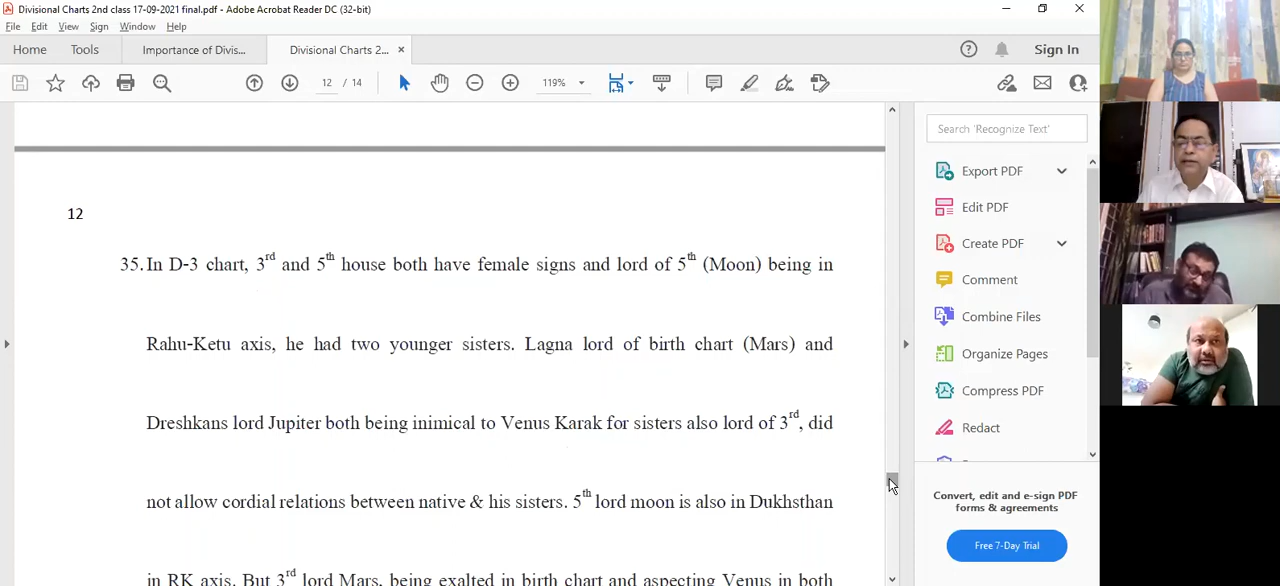 Divisional Charts 2nd class 17-09-2021 final.pdf - Adobe Acrobat Reader DC (32-bit)
File Edit View Sign Window Help
Home Tools Importance of Divis... Divisional Charts 2... × Sign In
12 / 14 119%
12
35. In D-3 chart, 3rd and 5th house both have female signs and lord of 5th (Moon) being in
Rahu-Ketu axis, he had two younger sisters. Lagna lord of birth chart (Mars) and
Dreshkans lord Jupiter both being inimical to Venus Karak for sisters also lord of 3rd, did
not allow cordial relations between native & his sisters. 5th lord moon is also in Dukhsthan
in RK axis. But 3rd lord Mars, being exalted in birth chart and aspecting Venus in both
Search 'Recognize Text'
Export PDF
Edit PDF
Create PDF
Comment
Combine Files
Organize Pages
Compress PDF
Redact
Convert, edit and e-sign PDF
forms & agreements
Free 7-Day Trial